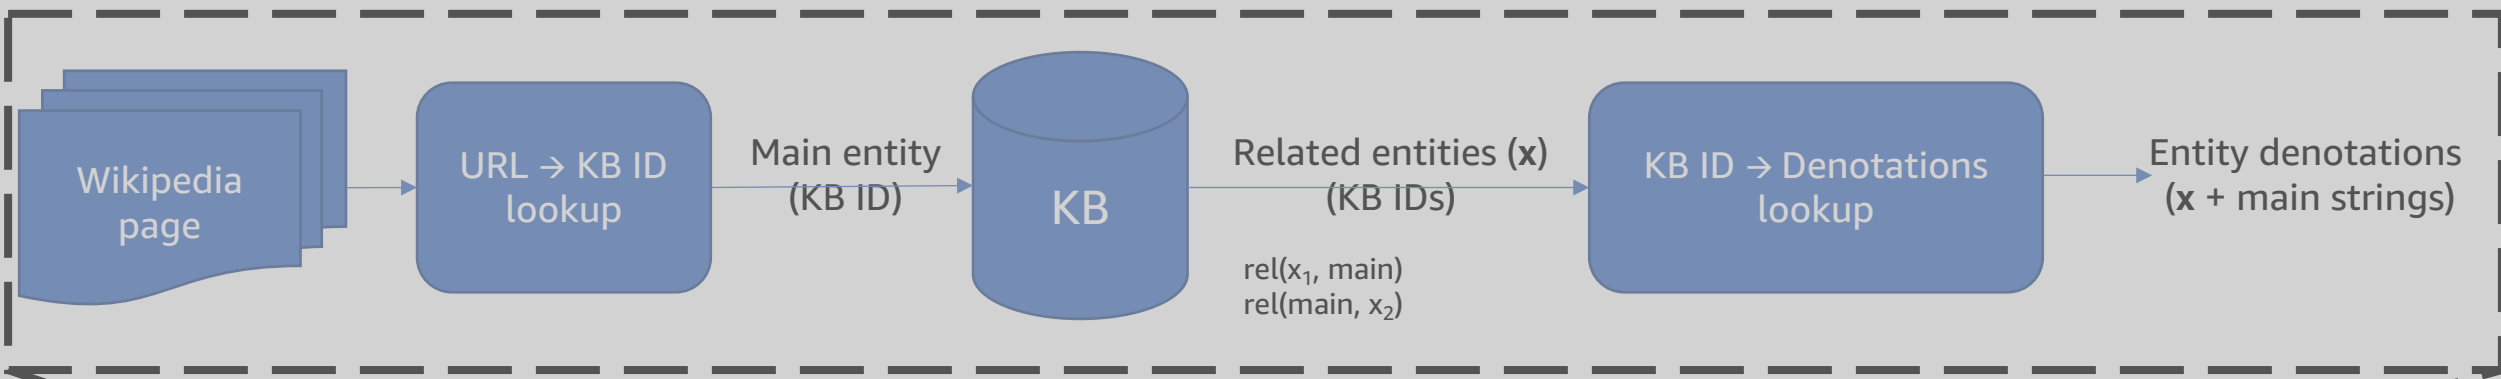 Wikipedia
page
URL → KB ID
lookup
Main entity
(KB ID)
KB
Related entities (x)
(KB IDs)
rel(x₁, main)
rel(main, x₂)
KB ID → Denotations
lookup
Entity denotations
(x + main strings)